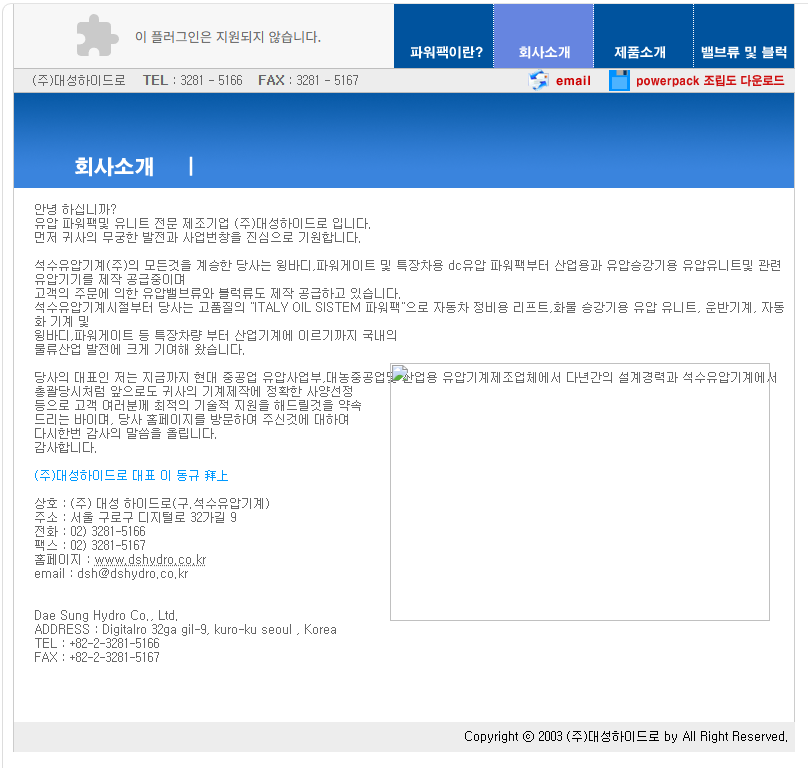 이 플러그인은 지원되지 않습니다.
파워팩이란?
회사소개
제품소개
밸브류 및 블럭
(주)대성하이드로 TEL : 3281 - 5166 FAX : 3281 - 5167
email
powerpack 조립도 다운로드
회사소개 |
안녕 하십니까?
유압 파워팩및 유니트 전문 제조기업 (주)대성하이드로 입니다.
먼저 귀사의 무궁한 발전과 사업번창을 진심으로 기원합니다.
석수유압기계(주)의 모든것을 계승한 당사는 윙바디,파워게이트 및 특장차용 dc유압 파워팩부터 산업용과 유압승강기용 유압유니트및 관련
유압기기를 제작 공급중이며
고객의 주문에 의한 유압밸브류와 블럭류도 제작 공급하고 있습니다.
석수유압기계시절부터 당사는 고품질의 "ITALY OIL SISTEM 파워팩"으로 자동차 정비용 리프트,화물 승강기용 유압 유니트, 운반기계, 자동
화 기계 및
윙바디,파워게이트 등 특장차량 부터 산업기계에 이르기까지 국내의
물류산업 발전에 크게 기여해 왔습니다.
당사의 대표인 저는 지금까지 현대 중공업 유압사업부,대농중공업및 산업용 유압기계제조업체에서 다년간의 설계경력과 석수유압기계에서
총괄당시처럼 앞으로도 귀사의 기계제작에 정확한 사양선정
등으로 고객 여러분께 최적의 기술적 지원을 해드릴것을 약속
드리는 바이며, 당사 홈페이지를 방문하여 주신것에 대하여
다시한번 감사의 말씀을 올립니다.
감사합니다.
(주)대성하이드로 대표 이 동규 拜上
상호 : (주) 대성 하이드로(구.석수유압기계)
주소 : 서울 구로구 디지털로 32가길 9
전화 : 02) 3281-5166
팩스 : 02) 3281-5167
홈페이지 : www.dshydro.co.kr
email : dsh@dshydro.co.kr
Dae Sung Hydro Co., Ltd.
ADDRESS : Digitalro 32ga gil-9, kuro-ku seoul , Korea
TEL : +82-2-3281-5166
FAX : +82-2-3281-5167
Copyright ⓒ 2003 (주)대성하이드로 by All Right Reserved.